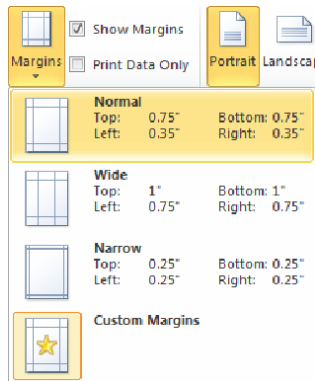 Show Margins
Margins Print Data Only Portrait Landscap
Normal
Top: 0.75" Bottom: 0.75"
Left: 0.35" Right: 0.35"
Wide
Top: 1" Bottom: 1"
Left: 0.75" Right: 0.75"
Narrow
Top: 0.25" Bottom: 0.25"
Left: 0.25" Right: 0.25"
Custom Margins